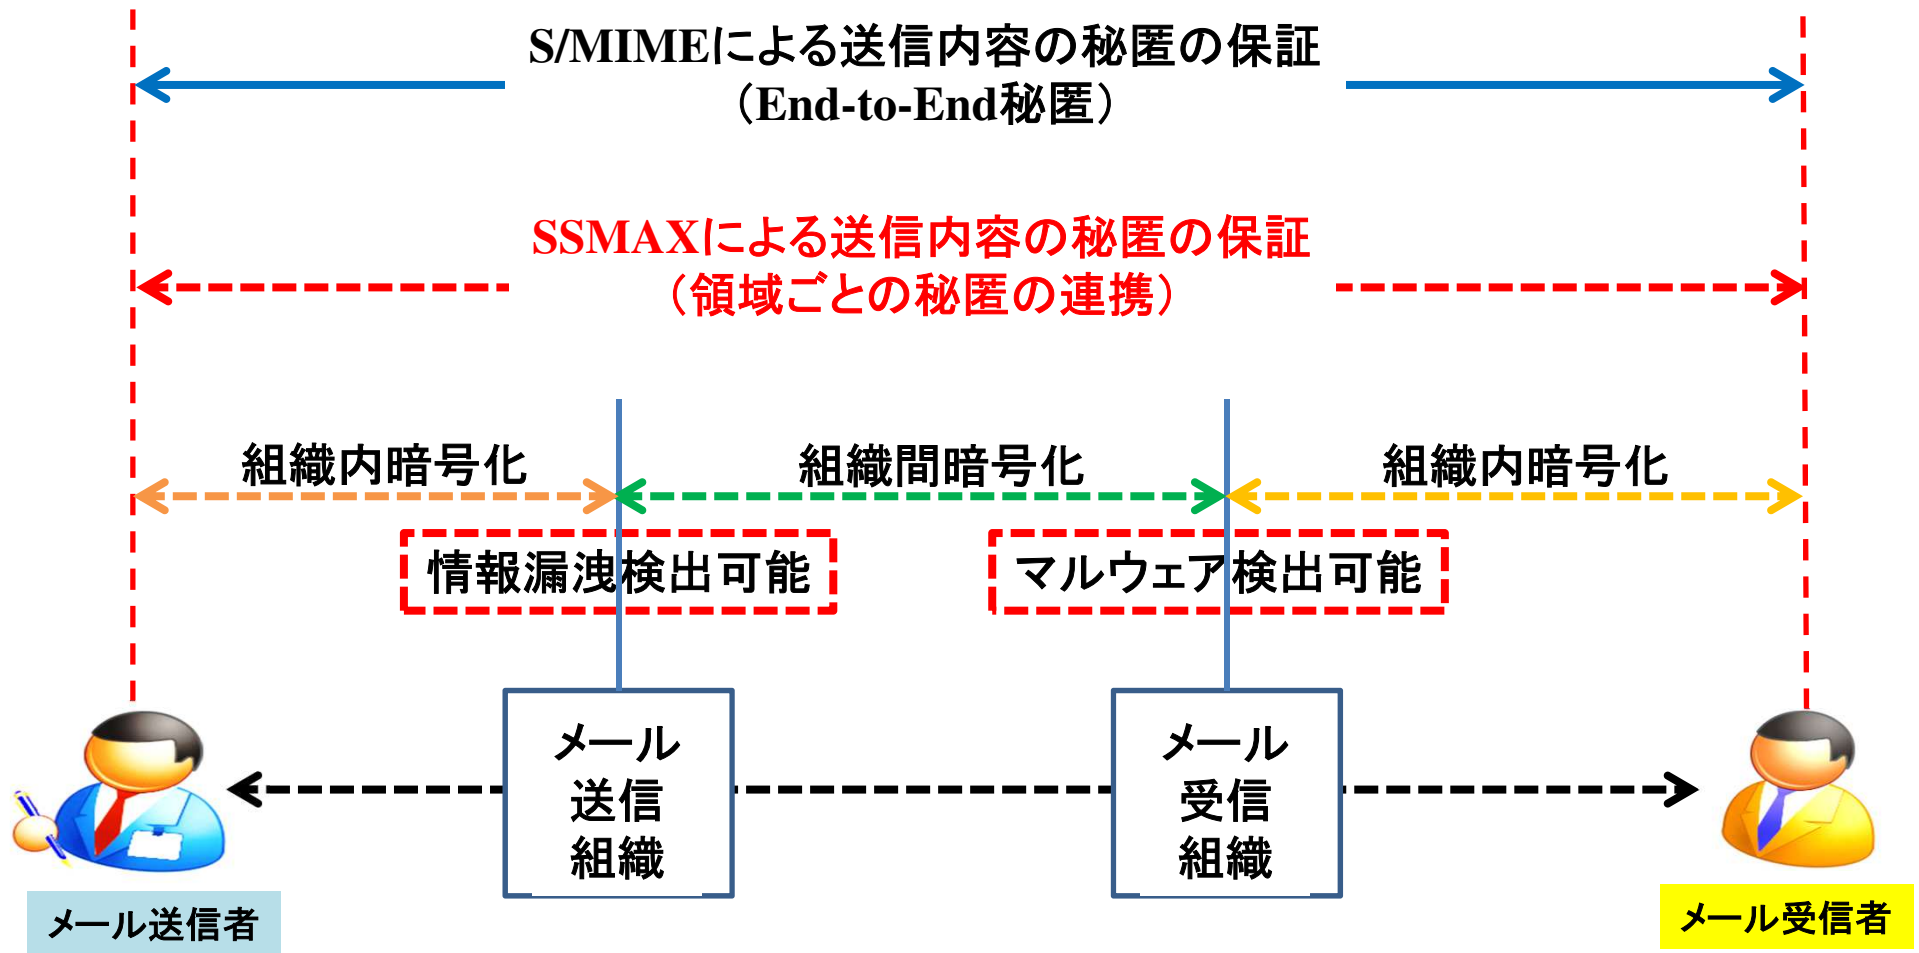 S/MIMEによる送信内容の秘匿の保証
（End-to-End秘匿）
SSMAXによる送信内容の秘匿の保証
（領域ごとの秘匿の連携）
組織内暗号化
組織間暗号化
組織内暗号化
情報漏洩検出可能
マルウェア検出可能
メール
送信
組織
メール
受信
組織
メール送信者
メール受信者